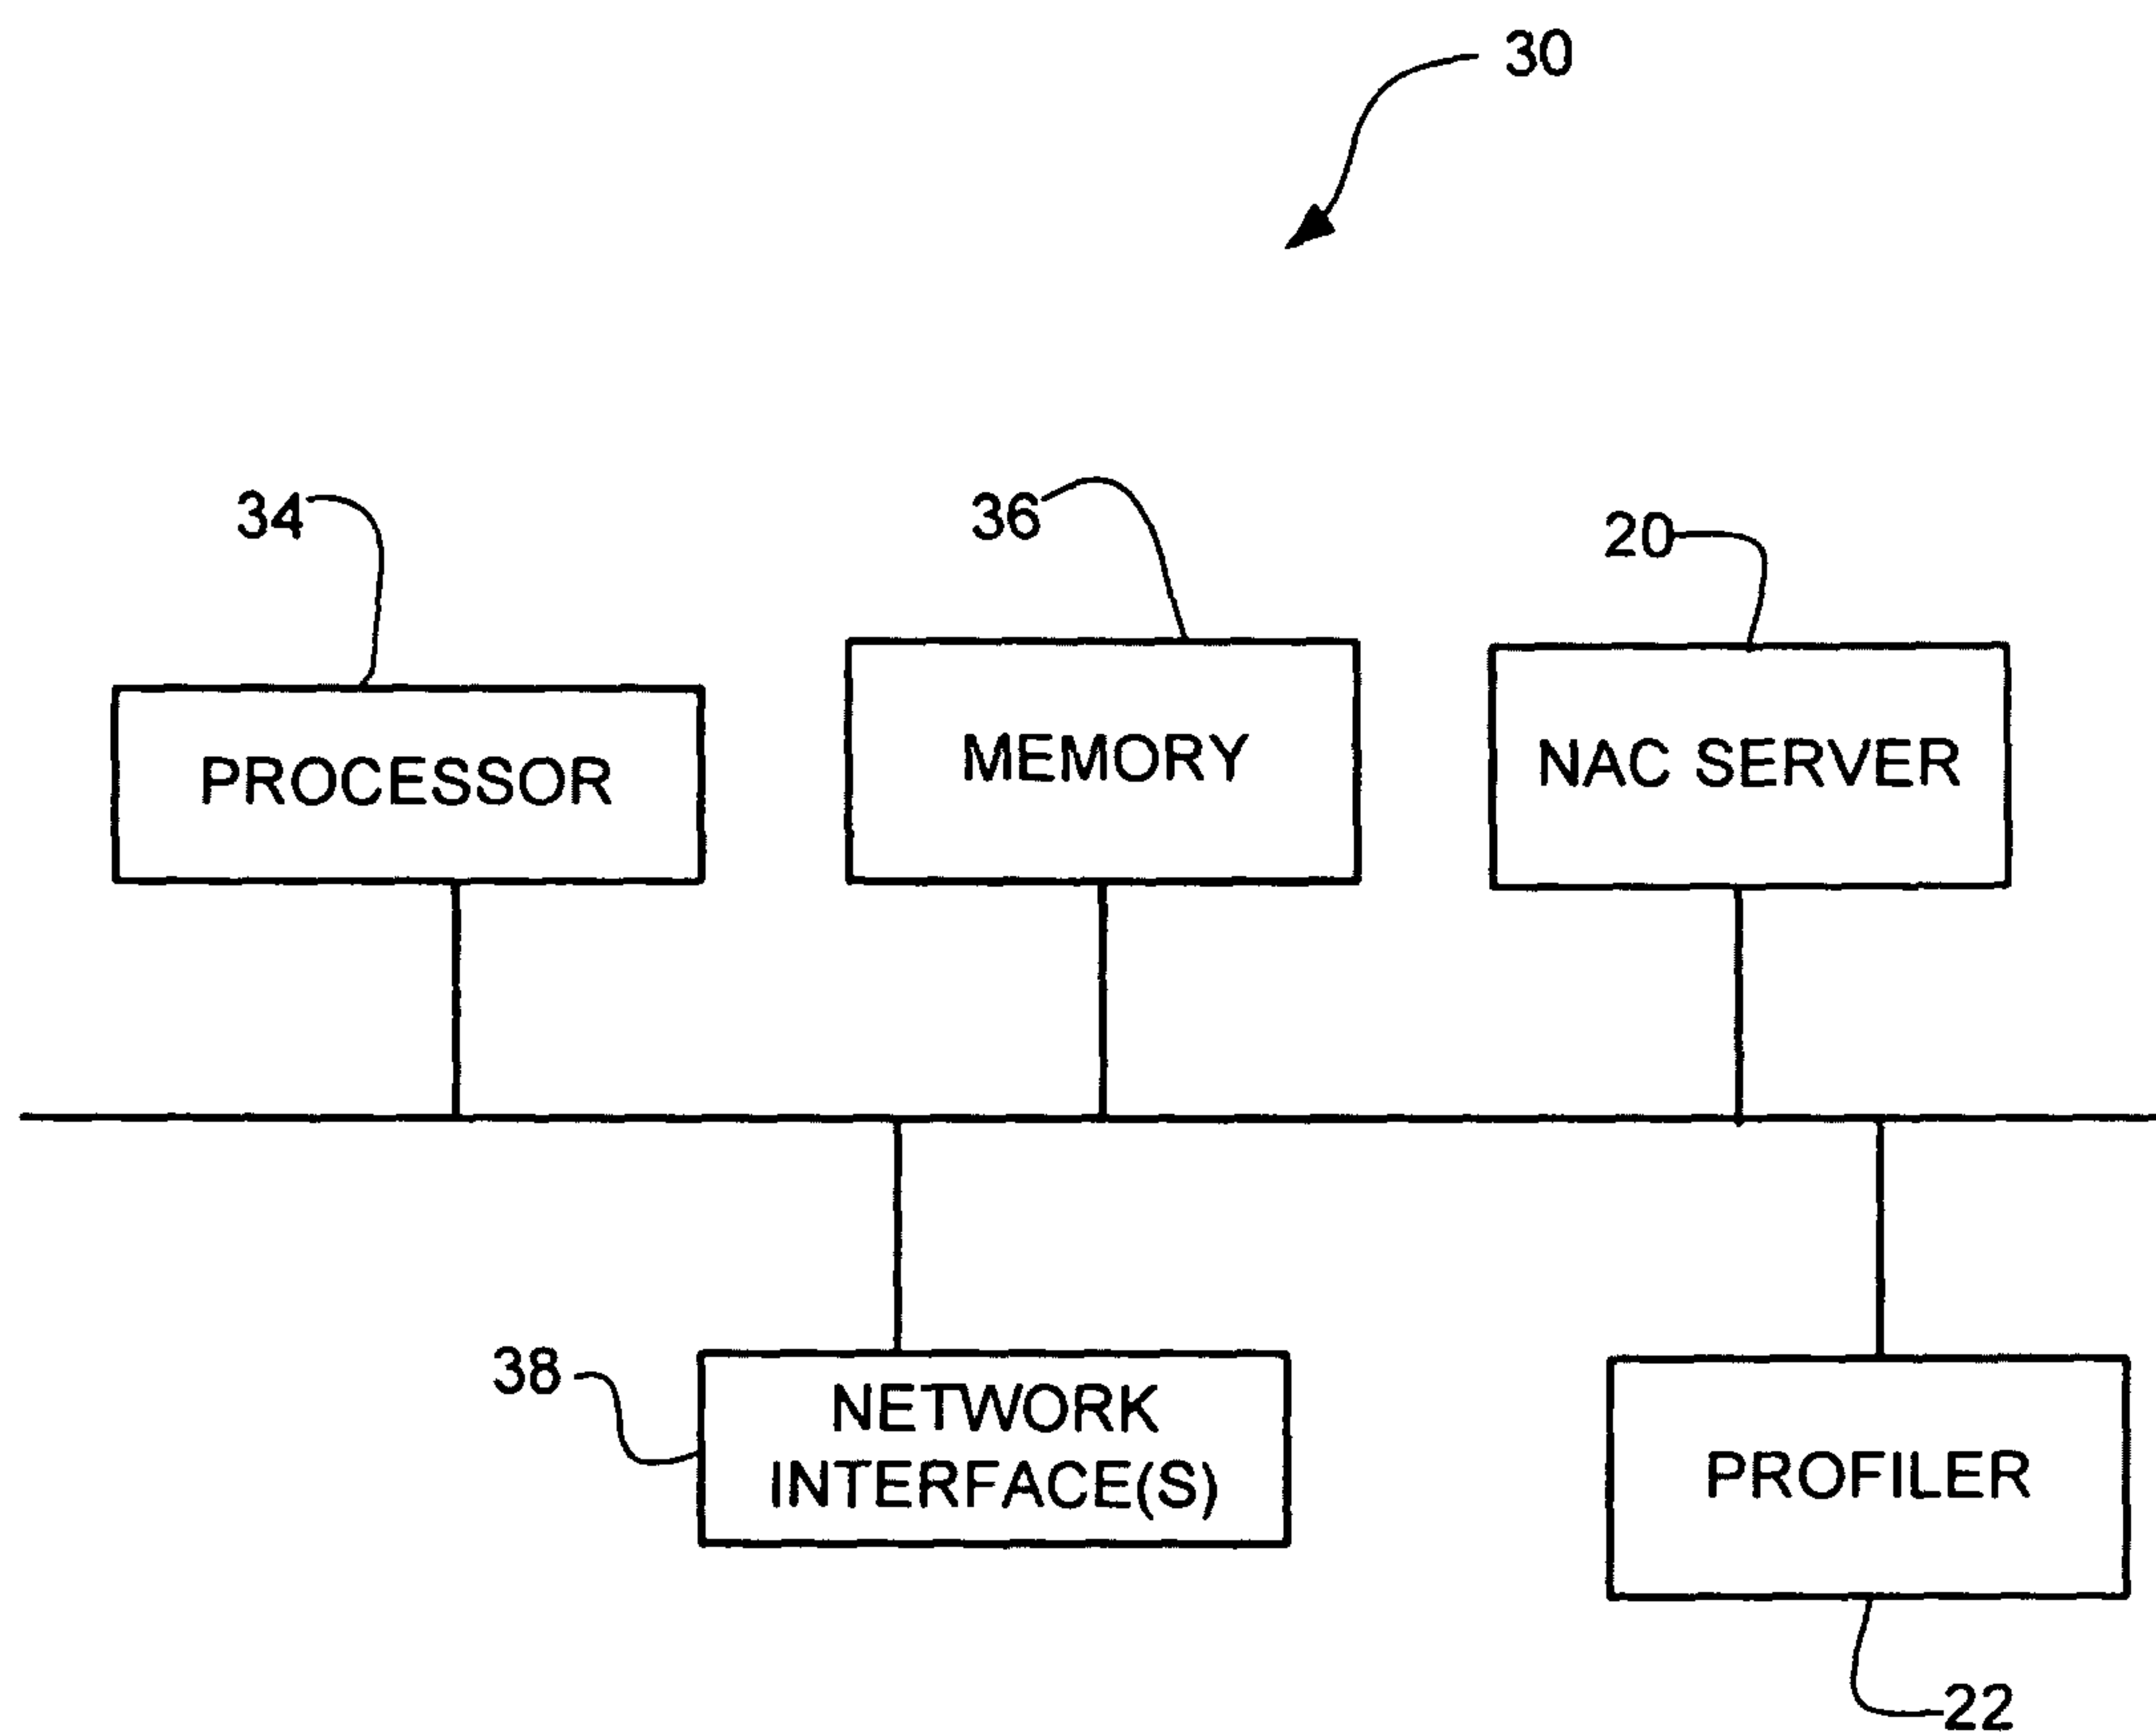 30
34
36
20
PROCESSOR
MEMORY
NAC SERVER
38
NETWORK
INTERFACE(S)
PROFILER
22